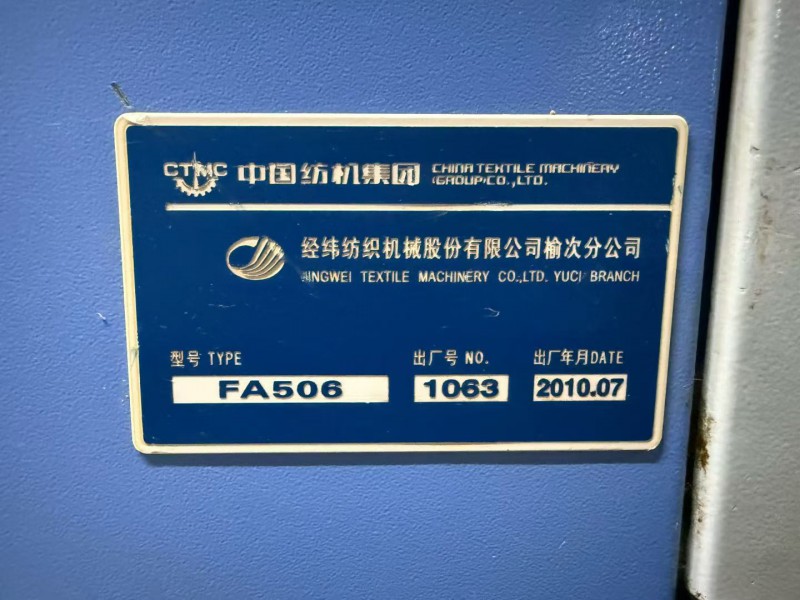 CTMC 中国纺机集团 CHINA TEXTILE MACHINERY
(GROUP)CO.,LTD.
经纬纺织机械股份有限公司榆次分公司
JINGWEI TEXTILE MACHINERY CO.,LTD. YUCI BRANCH
型号 TYPE 出厂号 NO. 出厂年月DATE
FA506 1063 2010.07